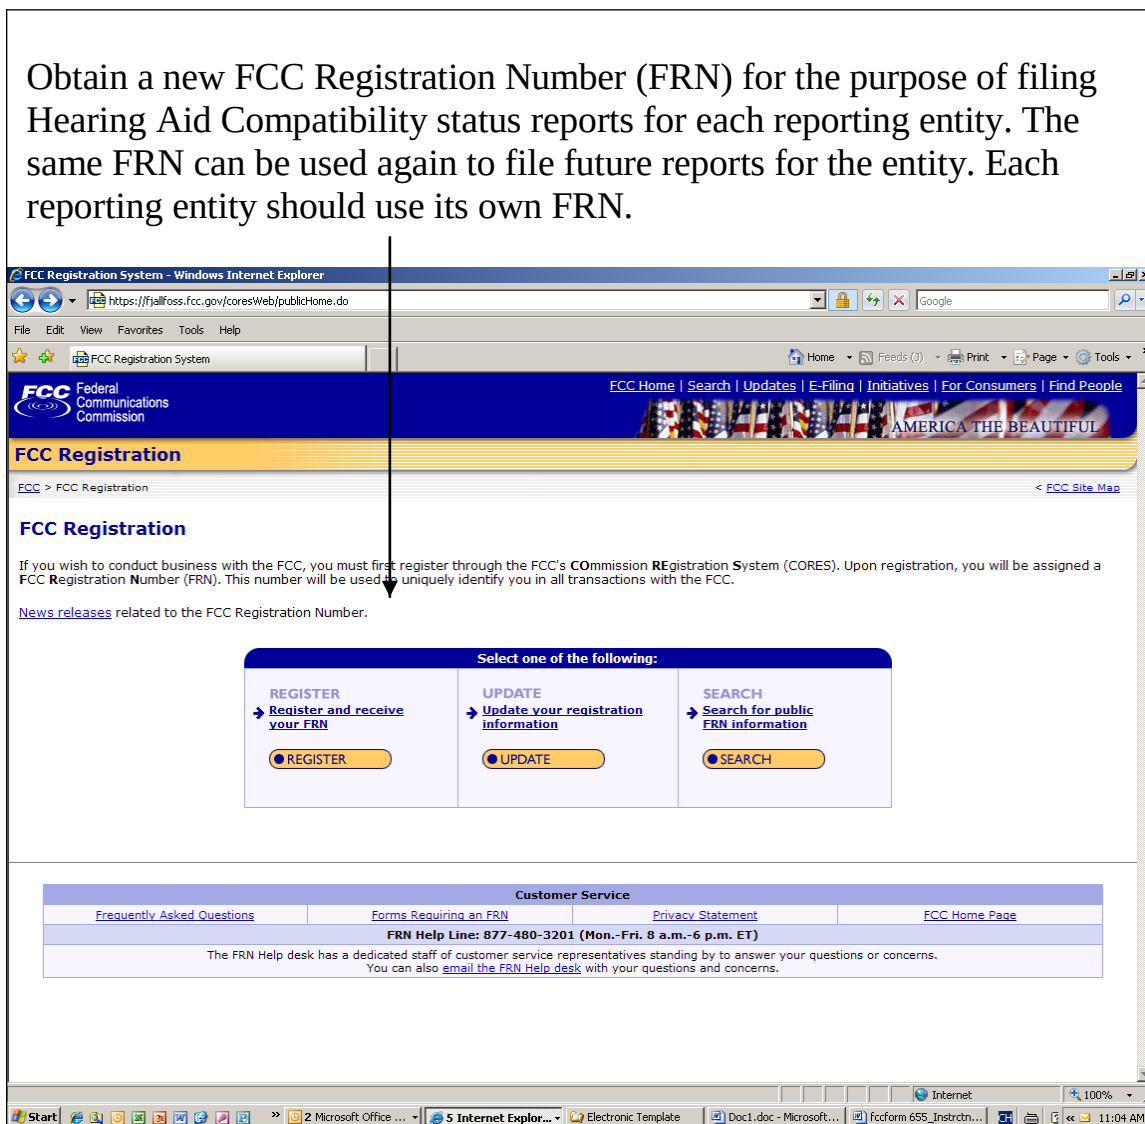 Obtain a new FCC Registration Number (FRN) for the purpose of filing
Hearing Aid Compatibility status reports for each reporting entity. The
same FRN can be used again to file future reports for the entity. Each
reporting entity should use its own FRN.
FCC Registration System - Windows Internet Explorer
https://fjallfoss.fcc.gov/coresWeb/publicHome.do
Google
File Edit View Favorites Tools Help
FCC Registration System
Home Feeds (J) Print Page Tools
FCC Federal
Communications
Commission
FCC Home | Search | Updates | E-Filing | Initiatives | For Consumers | Find People
AMERICA THE BEAUTIFUL
FCC Registration
FCC > FCC Registration
< FCC Site Map
FCC Registration
If you wish to conduct business with the FCC, you must first register through the FCC's COmmission REgistration System (CORES). Upon registration, you will be assigned a
FCC Registration Number (FRN). This number will be used to uniquely identify you in all transactions with the FCC.
News releases related to the FCC Registration Number.
Select one of the following:
REGISTER
Register and receive
your FRN
REGISTER
UPDATE
Update your registration
information
UPDATE
SEARCH
Search for public
FRN information
SEARCH
Customer Service
Frequently Asked Questions Forms Requiring an FRN Privacy Statement FCC Home Page
FRN Help Line: 877-480-3201 (Mon.-Fri. 8 a.m.-6 p.m. ET)
The FRN Help desk has a dedicated staff of customer service representatives standing by to answer your questions or concerns.
You can also email the FRN Help desk with your questions and concerns.
Internet 100%
Start » 2 Microsoft Office ... 5 Internet Explor... Electronic Template Doc1.doc - Microsoft... fccform 655_Instrctn... CH « 11:04 AM